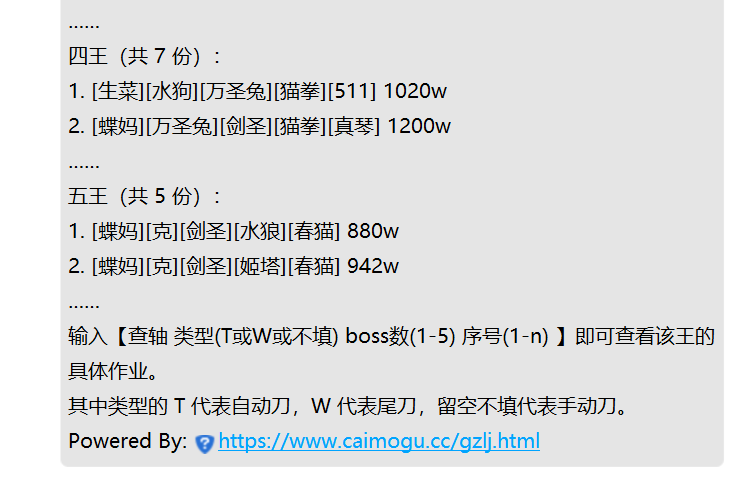 ......
四王（共 7 份）:
1. [生菜][水狗][万圣兔][猫拳][511] 1020w
2. [蝶妈][万圣兔][剑圣][猫拳][真琴] 1200w
......
五王（共 5 份）:
1. [蝶妈][克][剑圣][水狼][春猫] 880w
2. [蝶妈][克][剑圣][姬塔][春猫] 942w
......
输入【查轴 类型(T或W或不填) boss数(1-5) 序号(1-n) 】即可查看该王的
具体作业。
其中类型的 T 代表自动刀，W 代表尾刀，留空不填代表手动刀。
Powered By: https://www.caimogu.cc/gzlj.html